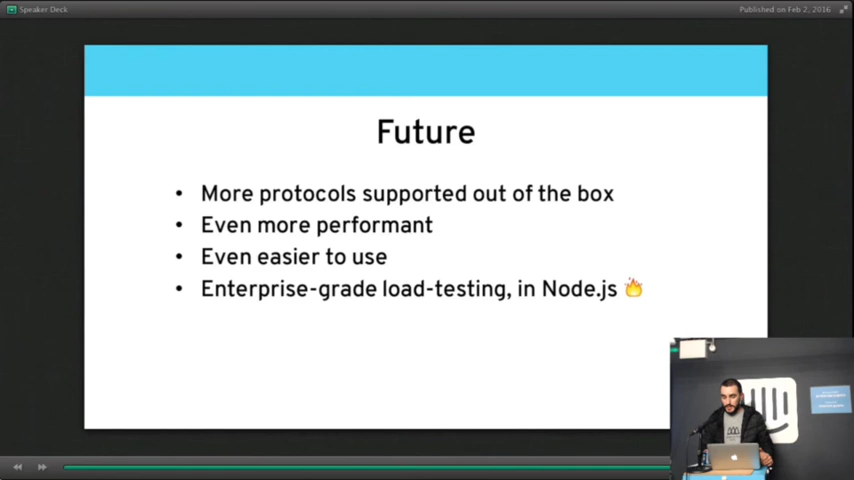 Speaker Deck
Published on Feb 2, 2016
Future
• More protocols supported out of the box
• Even more performant
• Even easier to use
• Enterprise-grade load-testing, in Node.js 🔥